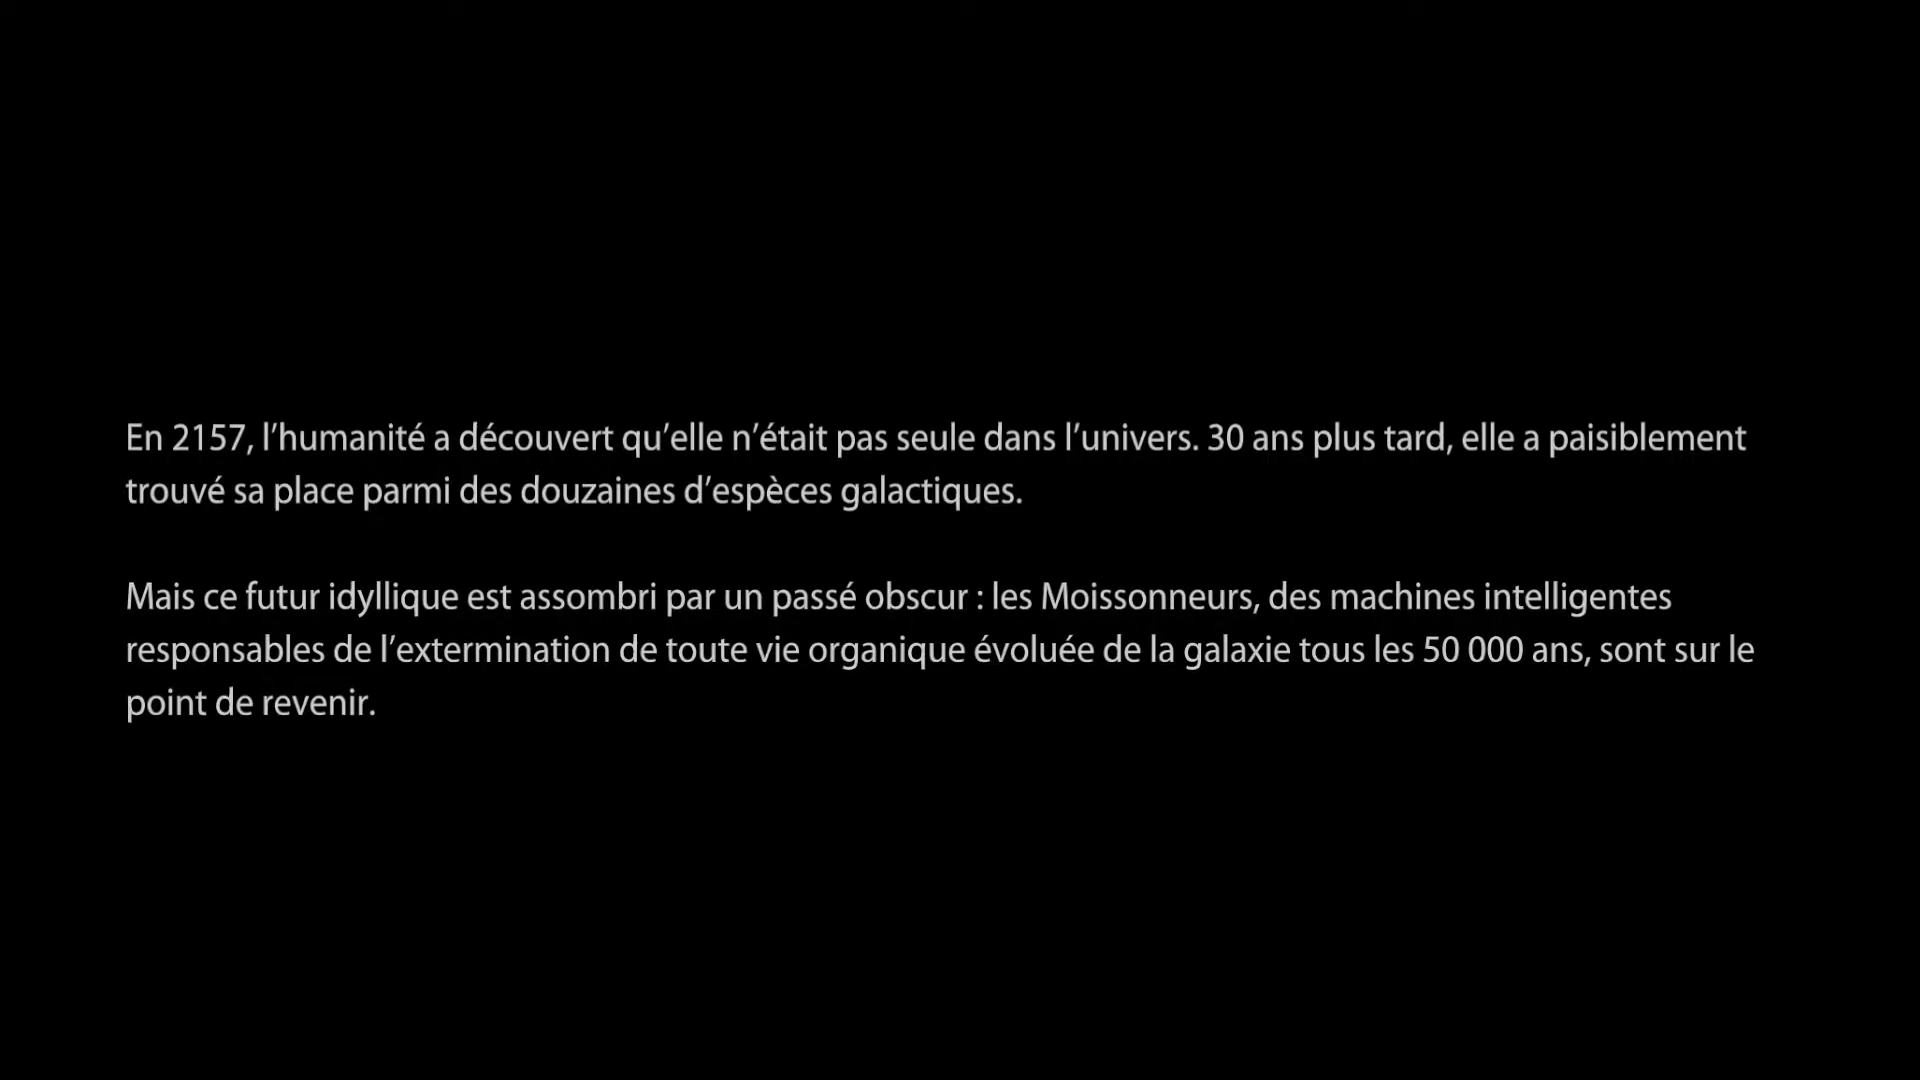 En 2157, l’humanité a découvert qu’elle n’était pas seule dans l’univers. 30 ans plus tard, elle a paisiblement
trouvé sa place parmi des douzaines d’espèces galactiques.
Mais ce futur idyllique est assombri par un passé obscur : les Moissonneurs, des machines intelligentes
responsables de l’extermination de toute vie organique évoluée de la galaxie tous les 50 000 ans, sont sur le
point de revenir.